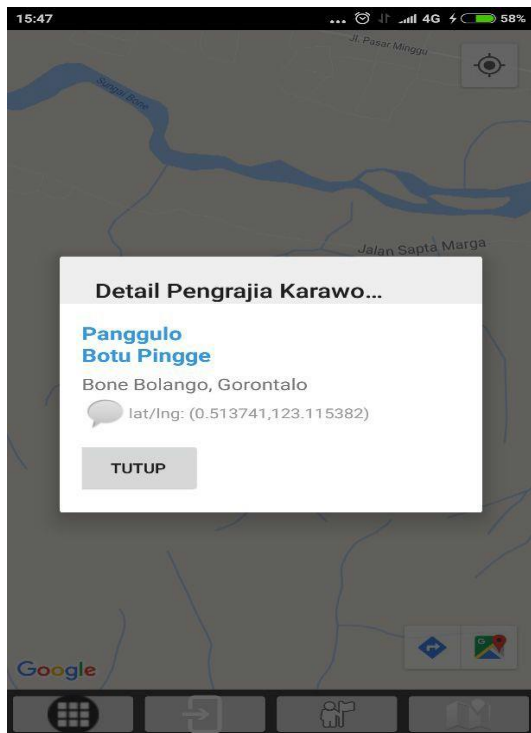 15:47
... 4G 58%
Jl. Pasar Minggu
Sungai Bone
Jalan Sapta Marga
Detail Pengrajia Karawo...
Panggulo
Botu Pingge
Bone Bolango, Gorontalo
lat/lng: (0.513741,123.115382)
TUTUP
Google